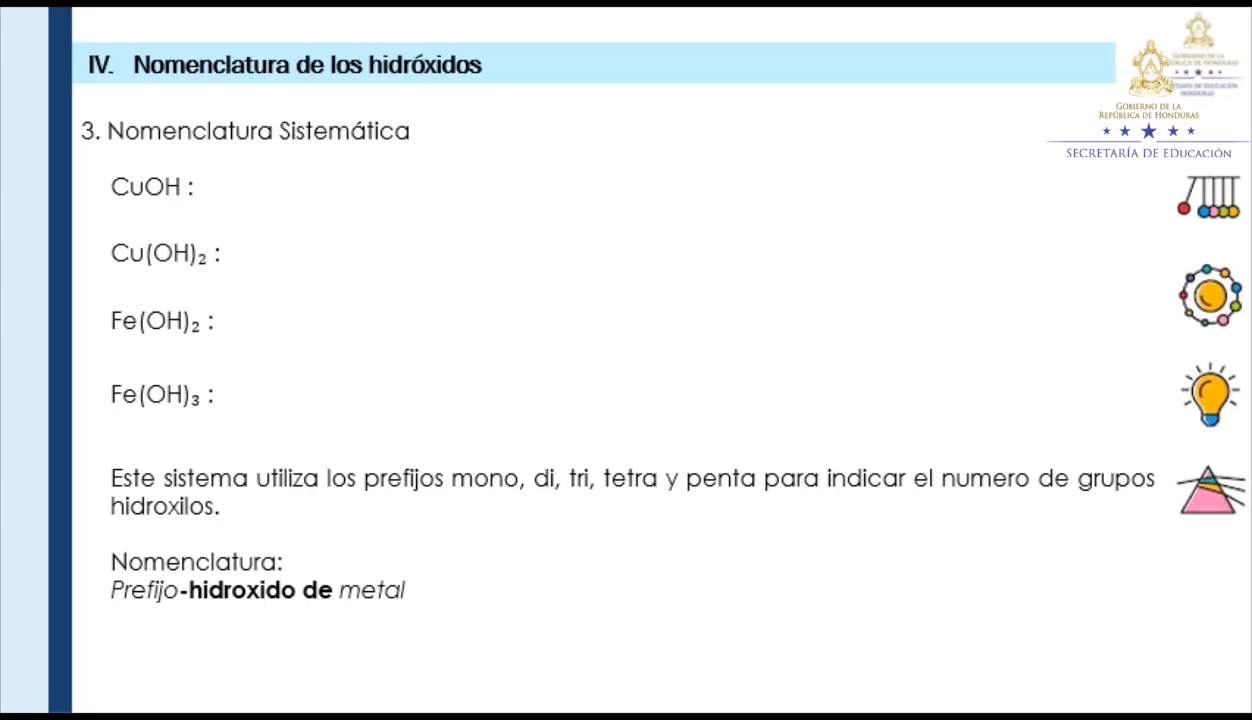 IV. Nomenclatura de los hidróxidos
GOBIERNO DE LA
REPÚBLICA DE HONDURAS
SECRETARÍA DE EDUCACIÓN
3. Nomenclatura Sistemática
CuOH :
Cu(OH)₂ :
Fe(OH)₂ :
Fe(OH)₃ :
Este sistema utiliza los prefijos mono, di, tri, tetra y penta para indicar el numero de grupos
hidroxilos.
Nomenclatura:
Prefijo-hidroxido de metal